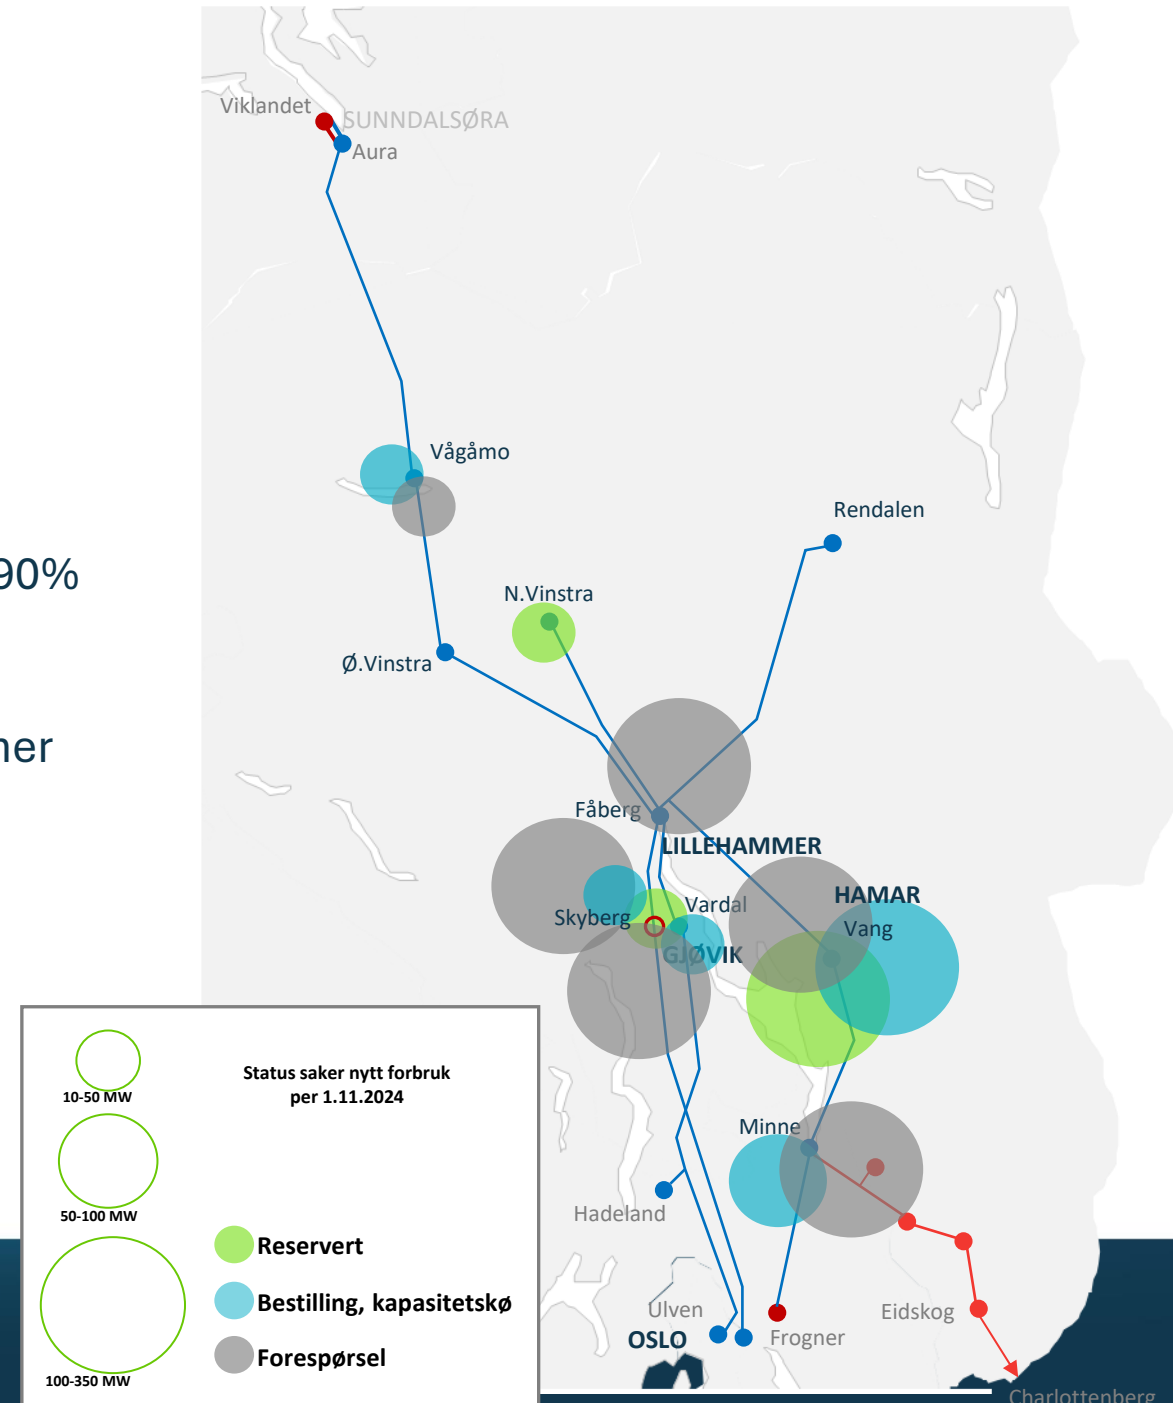 Viklandet
SUNNDALSØRA
Aura
Vågåmo
Rendalen
90%
N.Vinstra
Ø.Vinstra
ner
Fåberg
LILLEHAMMER
HAMAR
Vardal
Skyberg
Vang
GJØVIK
Minne
Hadeland
Ulven
OSLO
Frogner
Eidskog
Charlottenberg
Status saker nytt forbruk
per 1.11.2024
10-50 MW
50-100 MW
100-350 MW
Reservert
Bestilling, kapasitetskø
Forespørsel